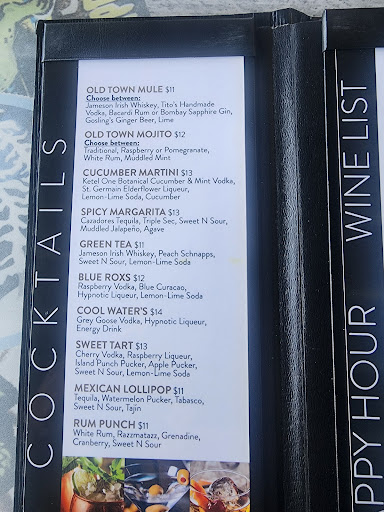 COCKTAILS
OLD TOWN MULE $11
Choose between:
Jameson Irish Whiskey, Tito's Handmade
Vodka, Bacardi Rum or Bombay Sapphire Gin,
Gosling's Ginger Beer, Lime
OLD TOWN MOJITO $12
Choose between:
Traditional, Raspberry or Pomegranate,
White Rum, Muddled Mint
CUCUMBER MARTINI $13
Ketel One Botanical Cucumber & Mint Vodka,
St. Germain Elderflower Liqueur,
Lemon-Lime Soda, Cucumber
SPICY MARGARITA $13
Cazadores Tequila, Triple Sec, Sweet N Sour,
Muddled Jalapeño, Agave
GREEN TEA $11
Jameson Irish Whiskey, Peach Schnapps,
Sweet N Sour, Lemon-Lime Soda
BLUE ROXS $12
Raspberry Vodka, Blue Curacao,
Hypnotic Liqueur, Lemon-Lime Soda
COOL WATER'S $14
Grey Goose Vodka, Hypnotic Liqueur,
Energy Drink
SWEET TART $13
Cherry Vodka, Raspberry Liqueur,
Island Punch Pucker, Apple Pucker,
Sweet N Sour, Lemon-Lime Soda
MEXICAN LOLLIPOP $11
Tequila, Watermelon Pucker, Tabasco,
Sweet N Sour, Tajin
RUM PUNCH $11
White Rum, Razzmatazz, Grenadine,
Cranberry, Sweet N Sour
PPY HOUR WINE LIST